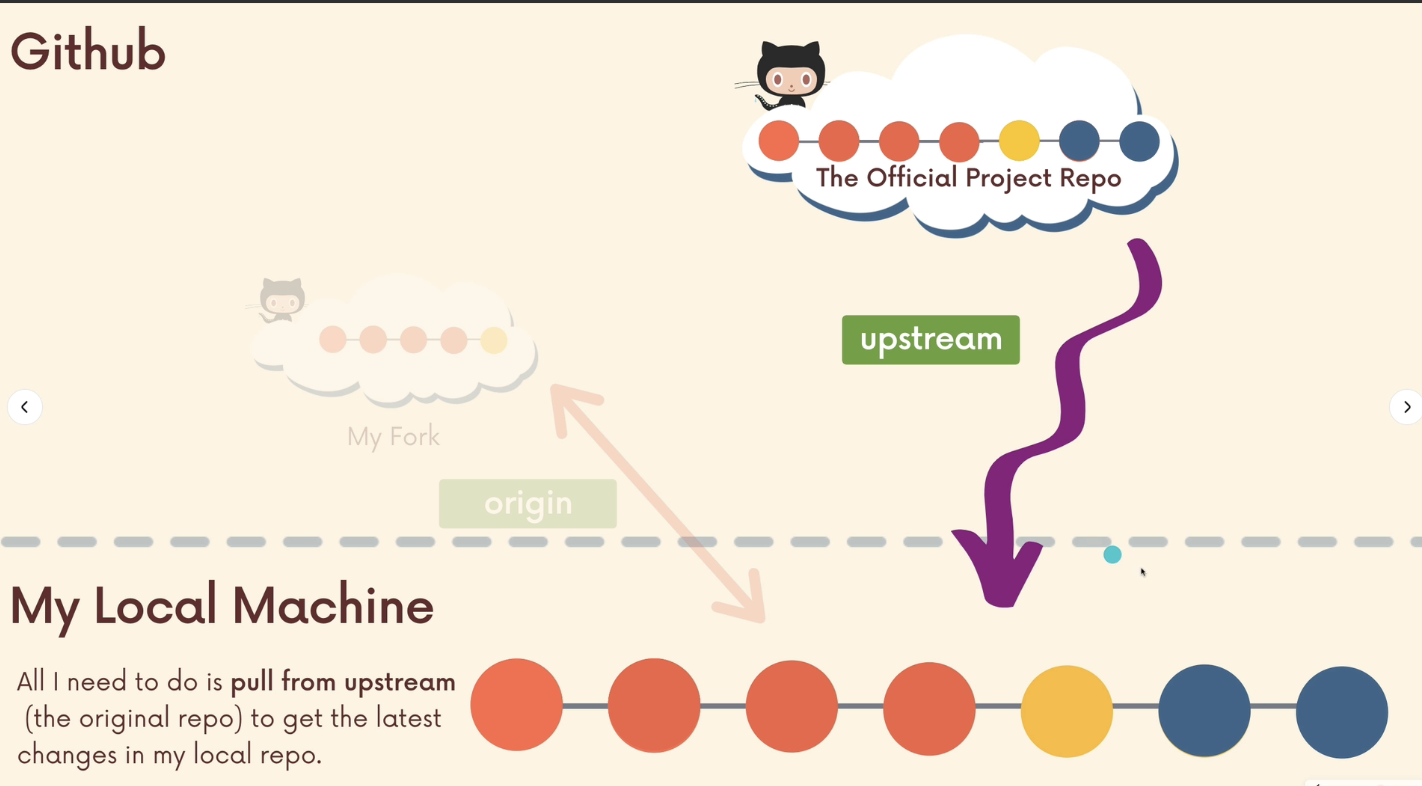 Github
The Official Project Repo
upstream
My Fork
origin
My Local Machine
All I need to do is pull from upstream
(the original repo) to get the latest
changes in my local repo.